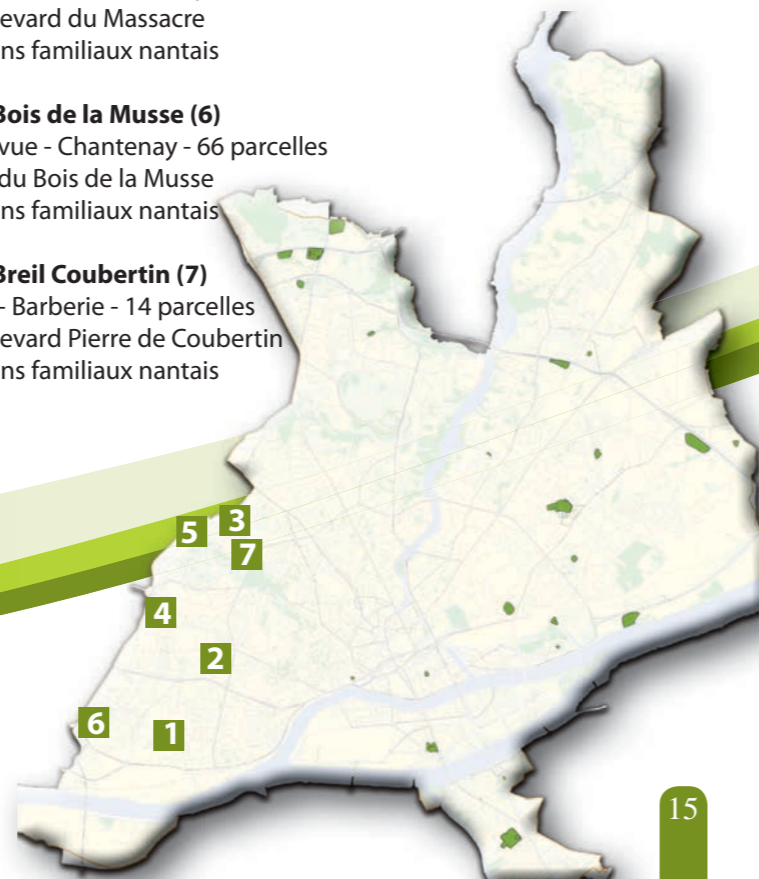 evard du Massacre
ns familiaux nantais
Bois de la Musse (6)
vue - Chantenay - 66 parcelles
du Bois de la Musse
ns familiaux nantais
Breil Coubertin (7)
- Barberie - 14 parcelles
evard Pierre de Coubertin
ns familiaux nantais
3
5
7
4
2
6
1
15